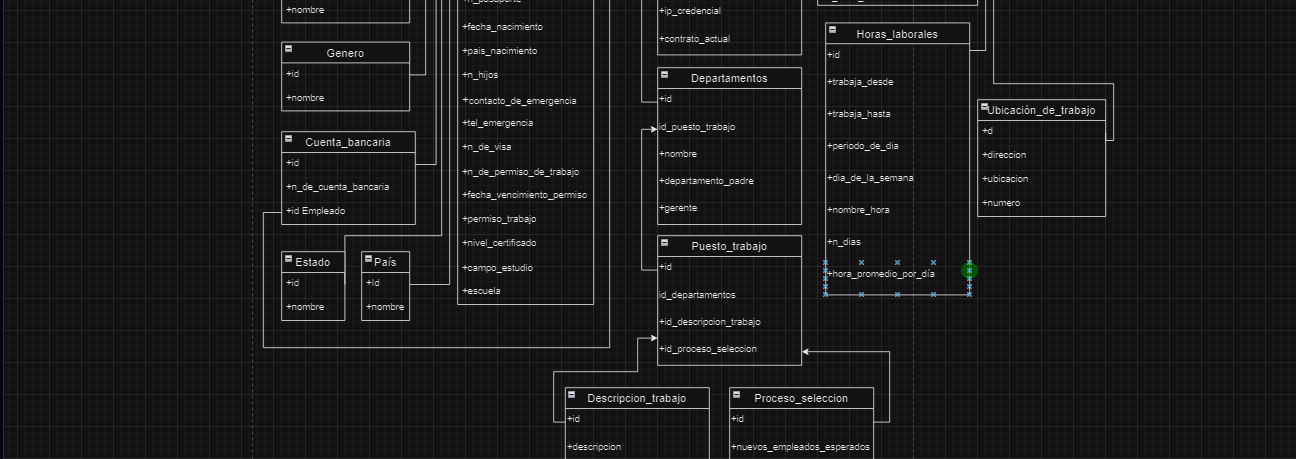 +nombre
Genero
+id
+nombre
Cuenta_bancaria
+id
+n_de_cuenta_bancaria
+id Empleado
Estado
+id
+nombre
País
+Id
+nombre
+fecha_nacimiento
+pais_nacimiento
+n_hijos
+contacto_de_emergencia
+tel_emergencia
+n_de_visa
+n_de_permiso_de_trabajo
+fecha_vencimiento_permiso
+permiso_trabajo
+nivel_certificado
+campo_estudio
+escuela
+ip_credencial
+contrato_actual
Departamentos
+id
id_puesto_trabajo
+nombre
+departamento_padre
+gerente
Puesto_trabajo
+id
id_departamentos
+id_descripcion_trabajo
+id_proceso_seleccion
Descripcion_trabajo
+id
+descripcion
Proceso_seleccion
+id
+nuevos_empleados_esperados
Horas_laborales
+id
+trabaja_desde
+trabaja_hasta
+periodo_de_dia
+dia_de_la_semana
+nombre_hora
+n_dias
+hora_promedio_por_día
Ubicación_de_trabajo
+d
+direccion
+ubicacion
+numero